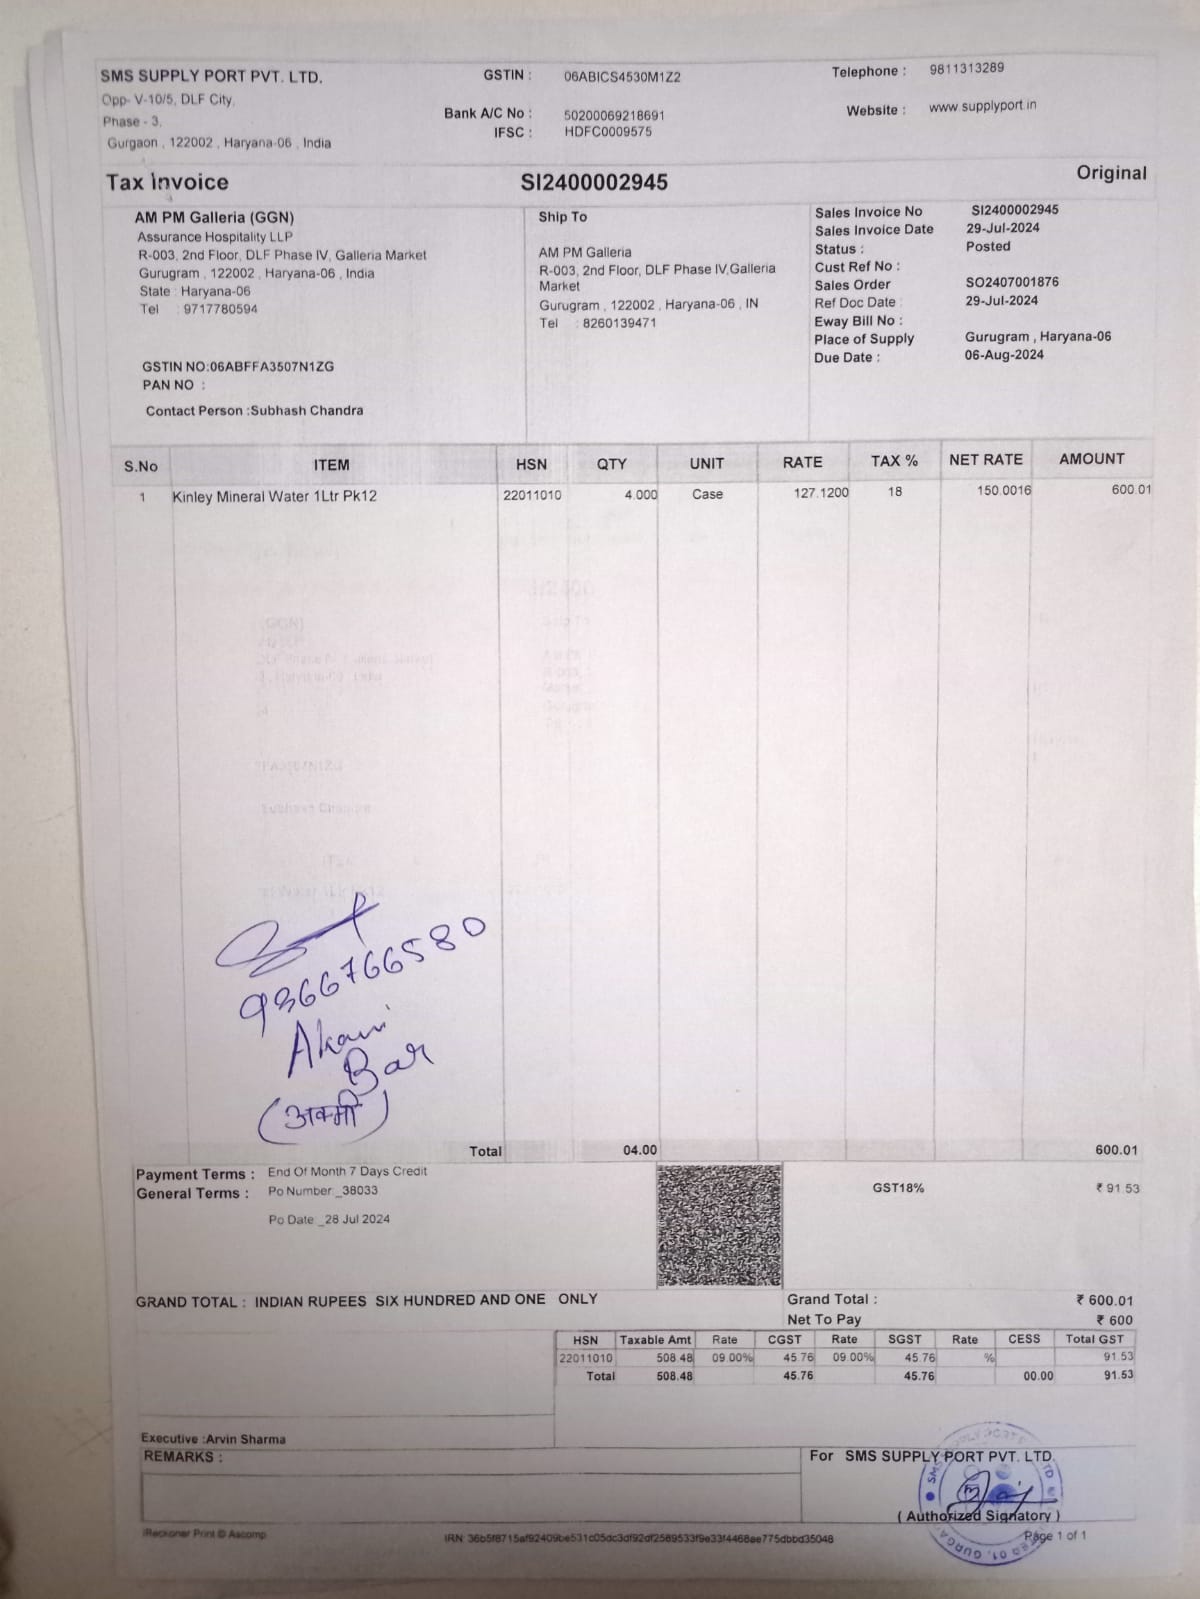 SMS SUPPLY PORT PVT. LTD.
Opp- V-10/5, DLF City,
Phase - 3,
Gurgaon , 122002 , Haryana-06 , India
GSTIN : 06ABICS4530M1Z2
Bank A/C No : 50200069218691
IFSC : HDFC0009575
Telephone : 9811313289
Website : www.supplyport.in
Tax Invoice SI2400002945 Original
AM PM Galleria (GGN)
Assurance Hospitality LLP
R-003, 2nd Floor, DLF Phase IV, Galleria Market
Gurugram , 122002 , Haryana-06 , India
State : Haryana-06
Tel : 9717780594
GSTIN NO:06ABFFA3507N1ZG
PAN NO :
Contact Person :Subhash Chandra
Ship To
AM PM Galleria
R-003, 2nd Floor, DLF Phase IV,Galleria
Market
Gurugram , 122002 , Haryana-06 , IN
Tel : 8260139471
Sales Invoice No SI2400002945
Sales Invoice Date 29-Jul-2024
Status : Posted
Cust Ref No :
Sales Order SO2407001876
Ref Doc Date : 29-Jul-2024
Eway Bill No :
Place of Supply Gurugram , Haryana-06
Due Date : 06-Aug-2024
S.No ITEM HSN QTY UNIT RATE TAX % NET RATE AMOUNT
1 Kinley Mineral Water 1Ltr Pk12 22011010 4.000 Case 127.1200 18 150.0016 600.01
9366766580
Bar
Total 04.00 600.01
Payment Terms : End Of Month 7 Days Credit
General Terms : Po Number:_38033
Po Date:_28 Jul 2024
GST18% ₹ 91.53
GRAND TOTAL : INDIAN RUPEES SIX HUNDRED AND ONE ONLY
Grand Total : ₹ 600.01
Net To Pay ₹ 600
HSN Taxable Amt Rate CGST Rate SGST Rate CESS Total GST
22011010 508.48 09.00% 45.76 09.00% 45.76 % 91.53
Total 508.48 45.76 45.76 00.00 91.53
Executive :Arvin Sharma
REMARKS :
For SMS SUPPLY PORT PVT. LTD.
( Authorized Signatory )
iReckoner Print © Ascomp
Page 1 of 1